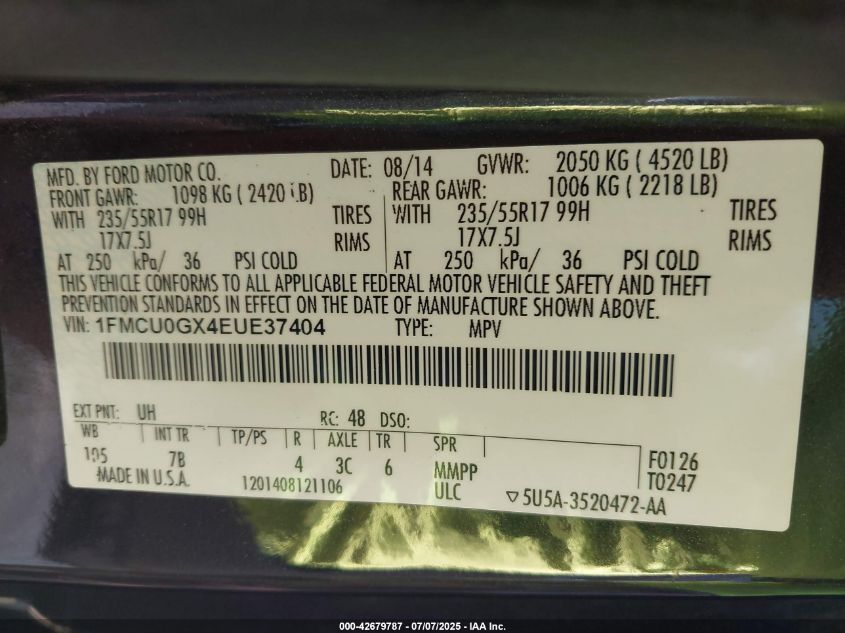 MFD. BY FORD MOTOR CO. DATE: 08/14 GVWR: 2050 KG ( 4520 LB)
FRONT GAWR: 1098 KG ( 2420 LB) REAR GAWR: 1006 KG ( 2218 LB)
WITH 235/55R17 99H TIRES WITH 235/55R17 99H TIRES
17X7.5J RIMS 17X7.5J RIMS
AT 250 kPa/ 36 PSI COLD AT 250 kPa/ 36 PSI COLD
THIS VEHICLE CONFORMS TO ALL APPLICABLE FEDERAL MOTOR VEHICLE SAFETY AND THEFT
PREVENTION STANDARDS IN EFFECT ON THE DATE OF MANUFACTURE SHOWN ABOVE.
VIN: 1FMCU0GX4EUE37404 TYPE: MPV
EXT PNT: UH RC: 48 DSO:
WB INT TR TP/PS R AXLE TR SPR
105 7B 4 3C 6 MMPP F0126
MADE IN U.S.A. 1201408121106 ULC T0247
▽5U5A-3520472-AA
000-42679787 - 07/07/2025 - IAA Inc.